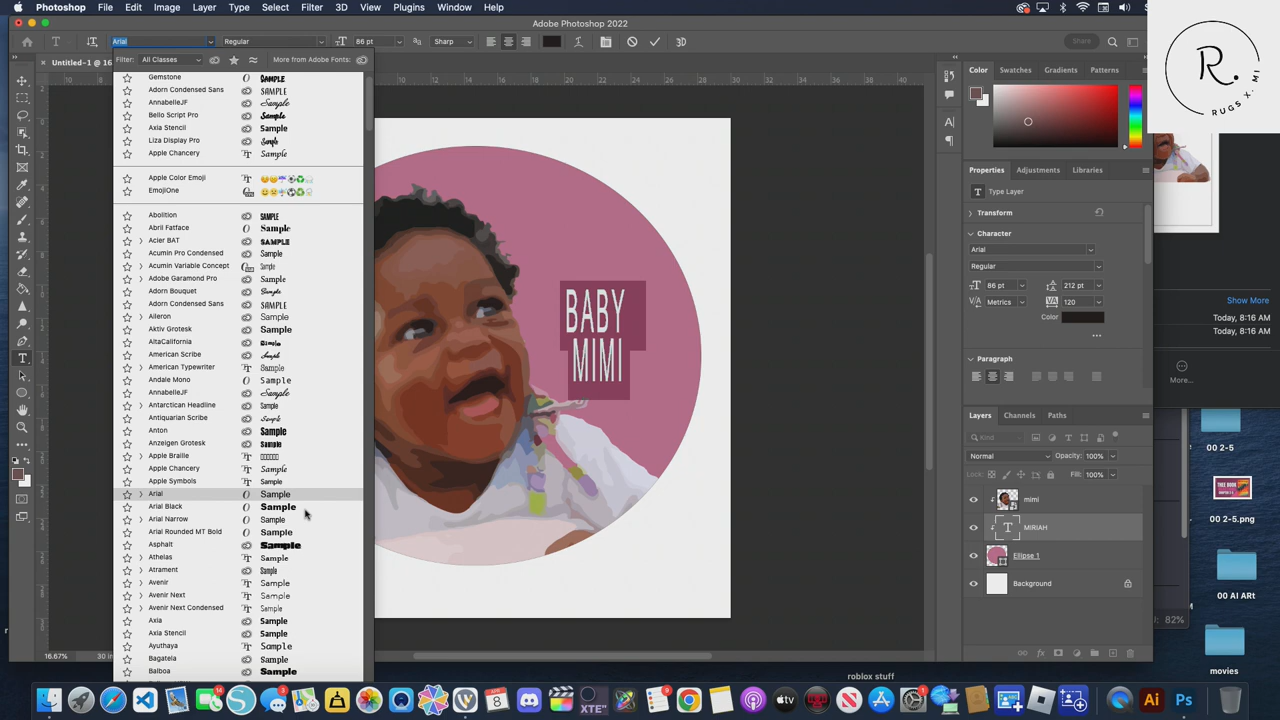 Photoshop File Edit Image Layer Type Select Filter 3D View Plugins Window Help
Adobe Photoshop 2022
Arial Regular 86 pt Sharp 3D Share
Filter: All Classes More from Adobe Fonts:
Untitled-1 @ 16
Gemstone SAMPLE
Adorn Condensed Sans SAMPLE
AnnabelleJF Sample
Bello Script Pro Sample
Axia Stencil Sample
Liza Display Pro Sample
Apple Chancery Sample
Apple Color Emoji
EmojiOne
Abolition SAMPLE
Abril Fatface Sample
Acier BAT SAMPLE
Acumin Pro Condensed Sample
Acumin Variable Concept Sample
Adobe Garamond Pro Sample
Adorn Bouquet Sample
Adorn Condensed Sans SAMPLE
Aileron Sample
Aktiv Grotesk Sample
AltaCalifornia Sample
American Scribe Sample
American Typewriter Sample
Andale Mono Sample
AnnabelleJF Sample
Antarctican Headline Sample
Antiquarian Scribe Sample
Anton Sample
Anzeigen Grotesk Sample
Apple Braille
Apple Chancery Sample
Apple Symbols Sample
Arial Sample
Arial Black Sample
Arial Narrow Sample
Arial Rounded MT Bold Sample
Asphalt Sample
Athelas Sample
Atrament Sample
Avenir Sample
Avenir Next Sample
Avenir Next Condensed Sample
Axia Sample
Axia Stencil Sample
Ayuthaya Sample
Bagatela Sample
Balboa Sample
BABY
MIMI
R.
RUGS X MI
Color Swatches Gradients Patterns
Properties Adjustments Libraries
Type Layer
Transform
Character
Arial
Regular
86 pt 212 pt
Metrics 120
Color
Paragraph
Layers Channels Paths
Kind
Normal Opacity: 100%
Lock: Fill: 100%
mimi
MIRIAH
Ellipse 1
Background
Show More
Today, 8:16 AM
Today, 8:16 AM
More...
00 2-5
00 2-5.png
00 AI ARt
movies
82%
16.67% 30 in
roblox stuff